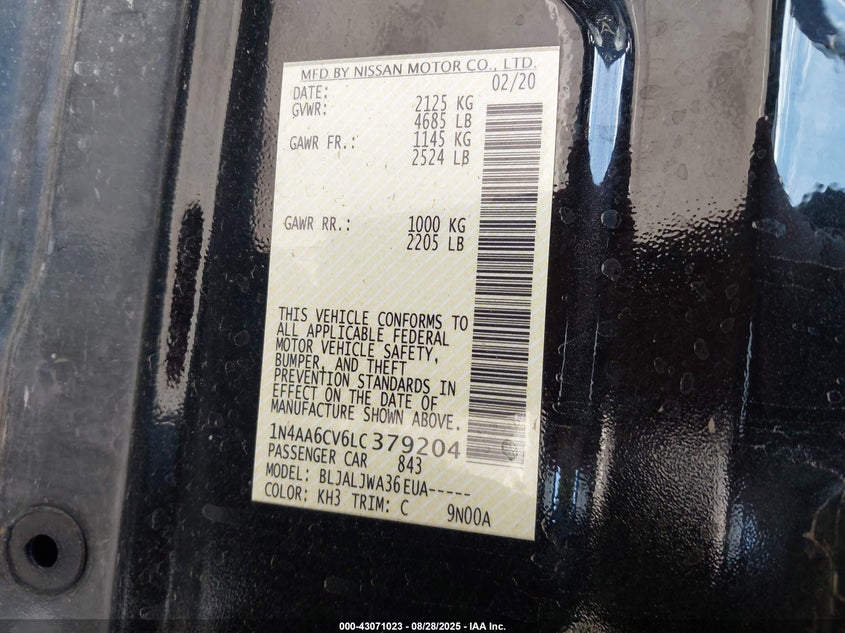 MFD BY NISSAN MOTOR CO., LTD.
DATE: 02/20
GVWR: 2125 KG
4685 LB
GAWR FR.: 1145 KG
2524 LB
GAWR RR.: 1000 KG
2205 LB
THIS VEHICLE CONFORMS TO
ALL APPLICABLE FEDERAL
MOTOR VEHICLE SAFETY,
BUMPER, AND THEFT
PREVENTION STANDARDS IN
EFFECT ON THE DATE OF
MANUFACTURE SHOWN ABOVE.
1N4AA6CV6LC379204
PASSENGER CAR 843
MODEL: BLJALJWA36EUA-----
COLOR: KH3 TRIM: C 9N00A
000-43071023 — 08/28/2025 - IAA Inc.